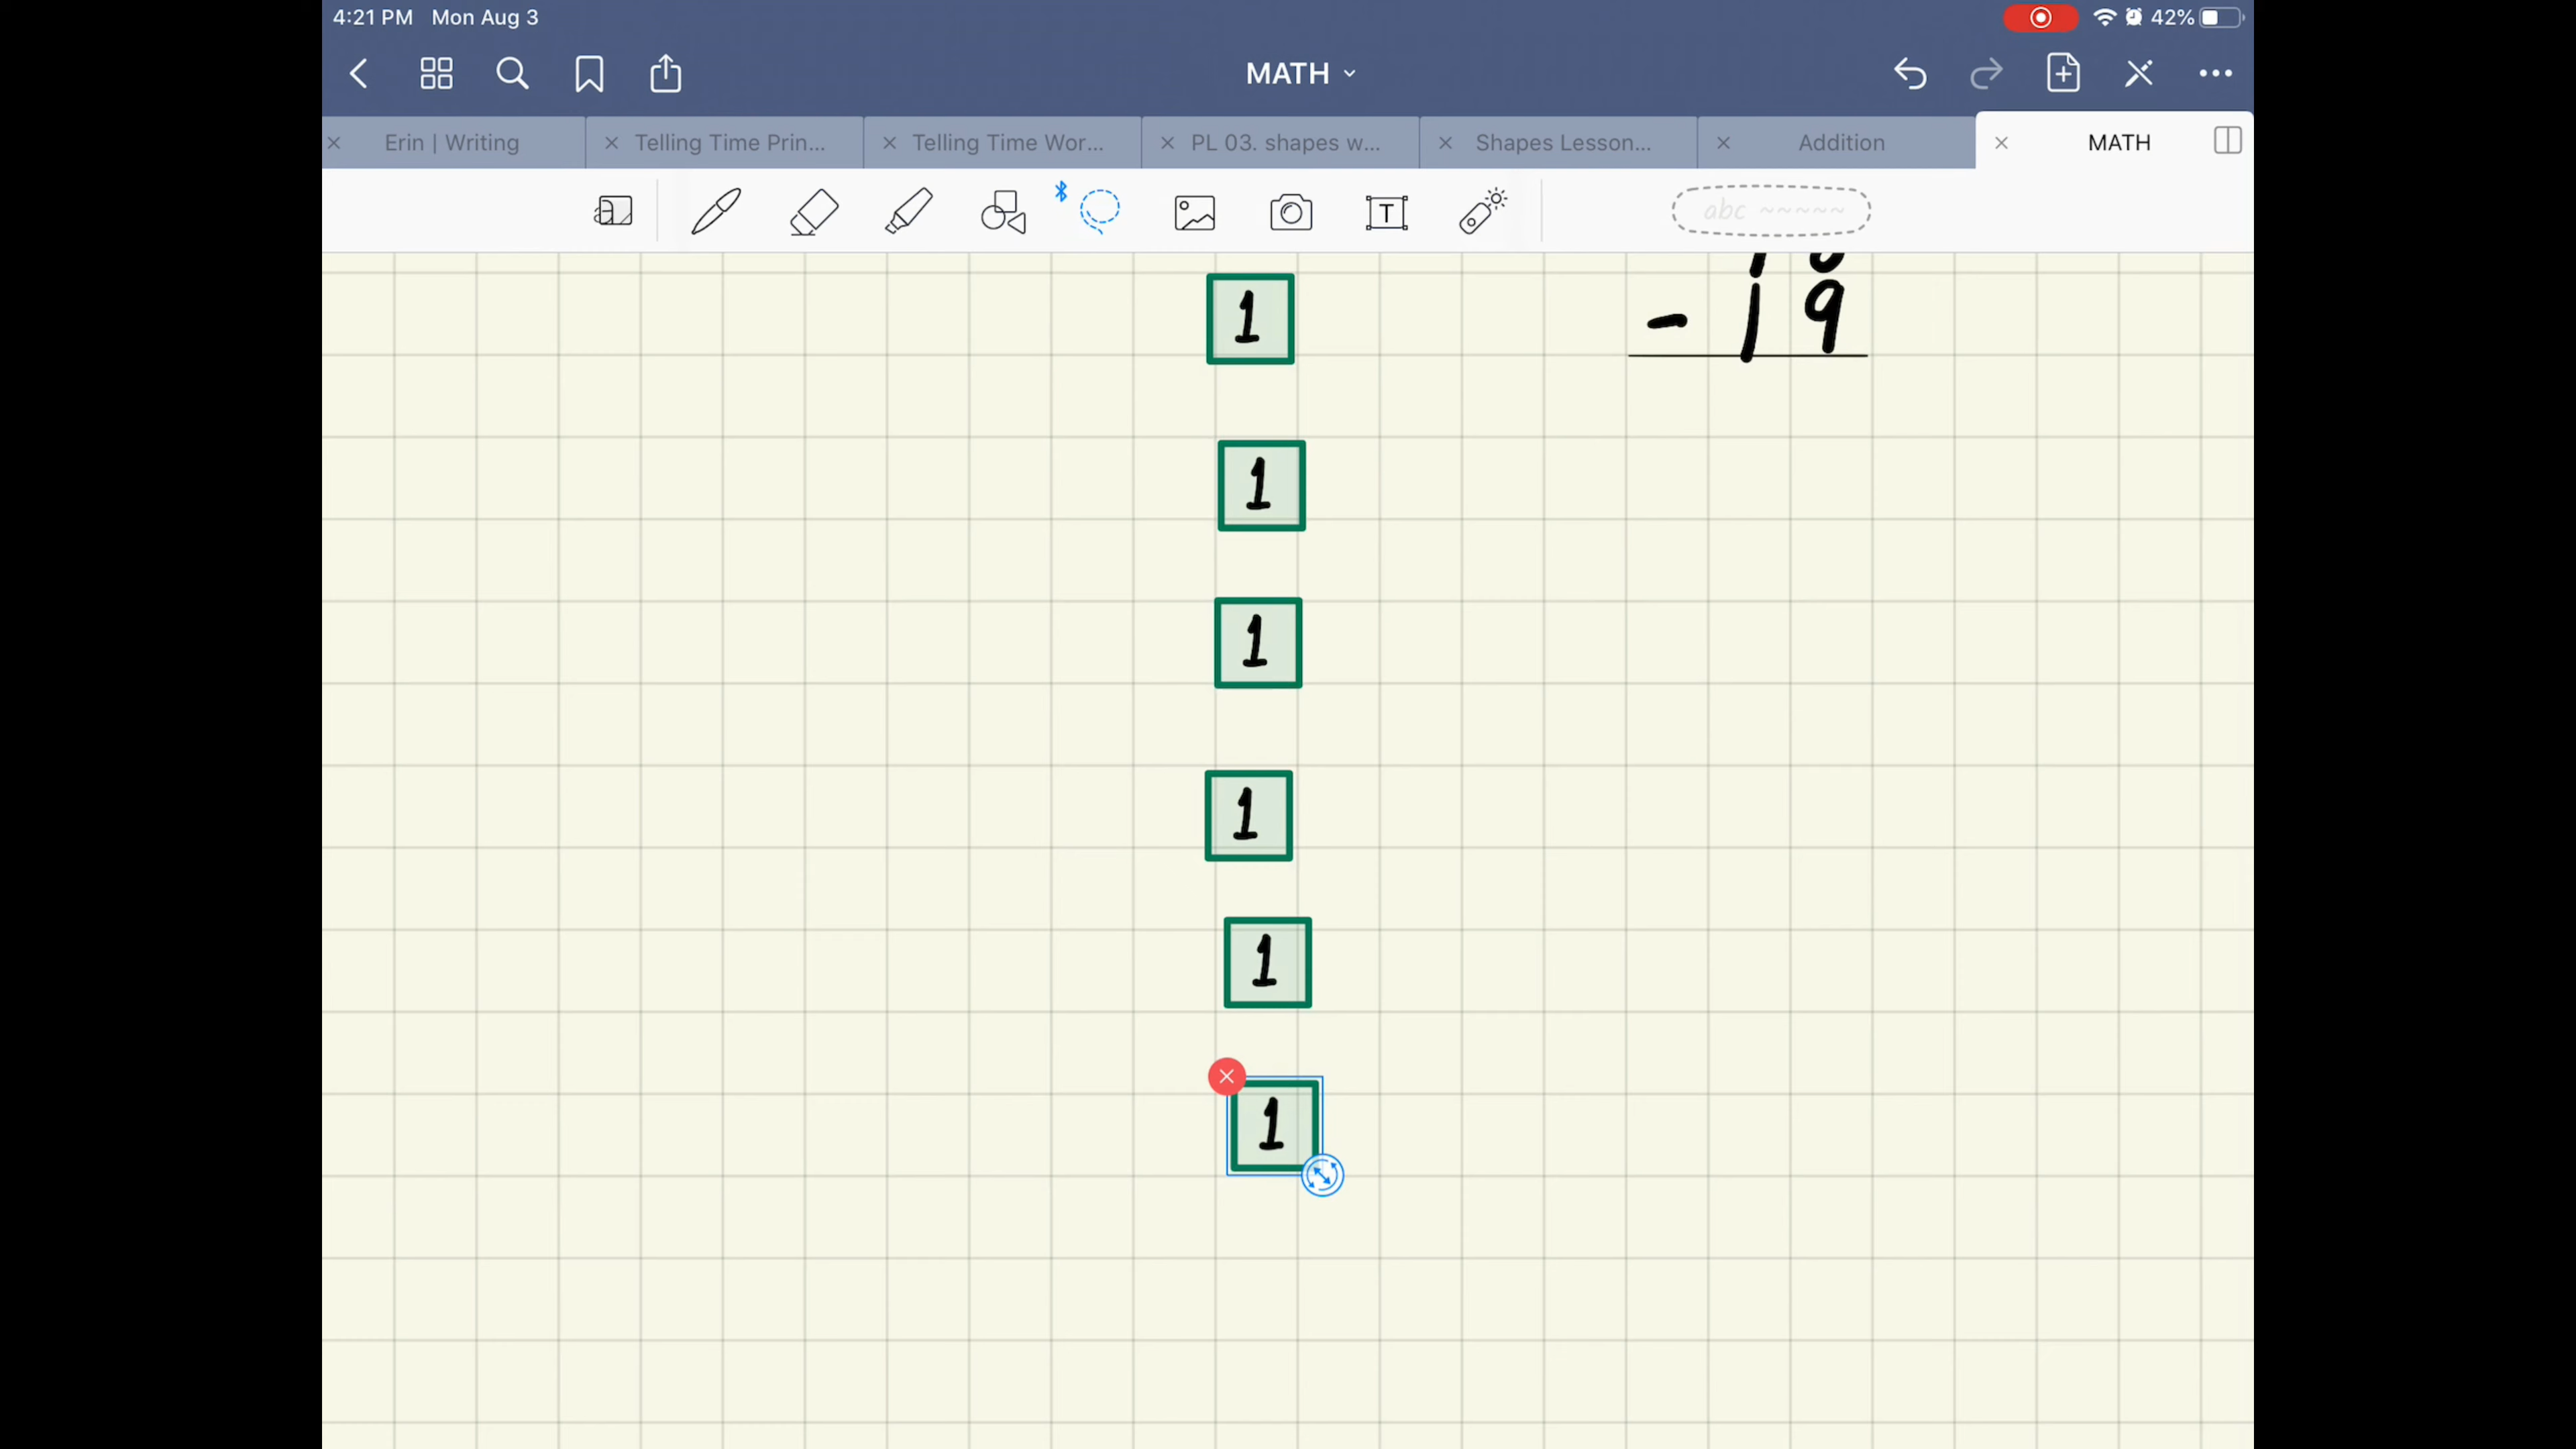 4:21 PM Mon Aug 3 42%
MATH
Erin | Writing Telling Time Prin... Telling Time Wor... PL 03. shapes w... Shapes Lesson... Addition MATH
T abc ~~~~~
1
- 19
1
1
1
1
1